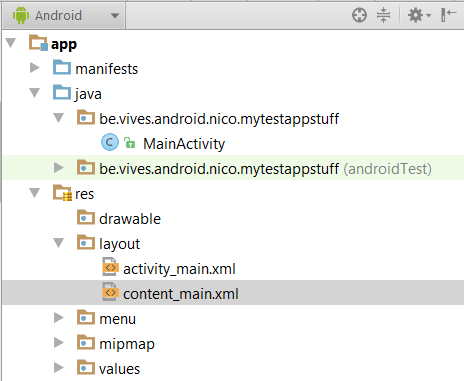 Android
app
manifests
java
be.vives.android.nico.mytestappstuff
MainActivity
be.vives.android.nico.mytestappstuff (androidTest)
res
drawable
layout
activity_main.xml
content_main.xml
menu
mipmap
values